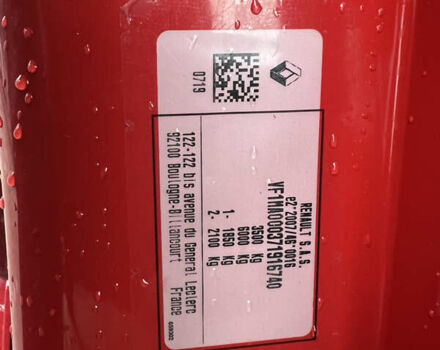 0719
RENAULT S.A.S.
e2*2007/46*0016
3500 Kg
6000 Kg
1- 1850 Kg
2- 2100 Kg
122-122 bis avenue du General Leclerc
92100 Boulogne-Billancourt
France